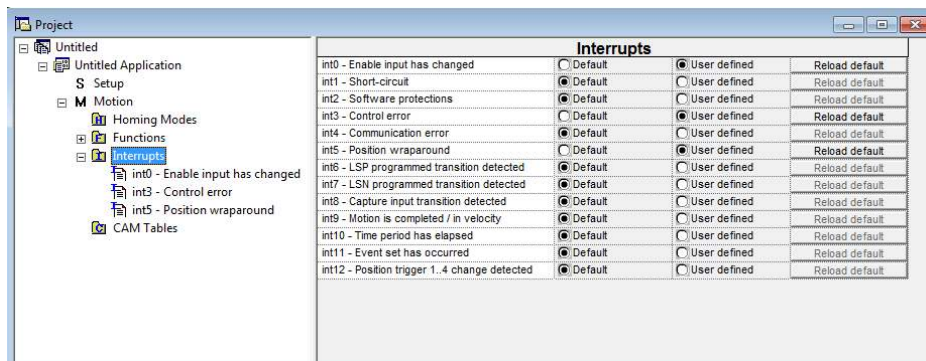 Project
Untitled
Untitled Application
S Setup
M Motion
H Homing Modes
F Functions
I Interrupts
int0 - Enable input has changed
int3 - Control error
int5 - Position wraparound
C CAM Tables
Interrupts
int0 - Enable input has changed Default User defined Reload default
int1 - Short-circuit Default User defined Reload default
int2 - Software protections Default User defined Reload default
int3 - Control error Default User defined Reload default
int4 - Communication error Default User defined Reload default
int5 - Position wraparound Default User defined Reload default
int6 - LSP programmed transition detected Default User defined Reload default
int7 - LSN programmed transition detected Default User defined Reload default
int8 - Capture input transition detected Default User defined Reload default
int9 - Motion is completed / in velocity Default User defined Reload default
int10 - Time period has elapsed Default User defined Reload default
int11 - Event set has occurred Default User defined Reload default
int12 - Position trigger 1..4 change detected Default User defined Reload default